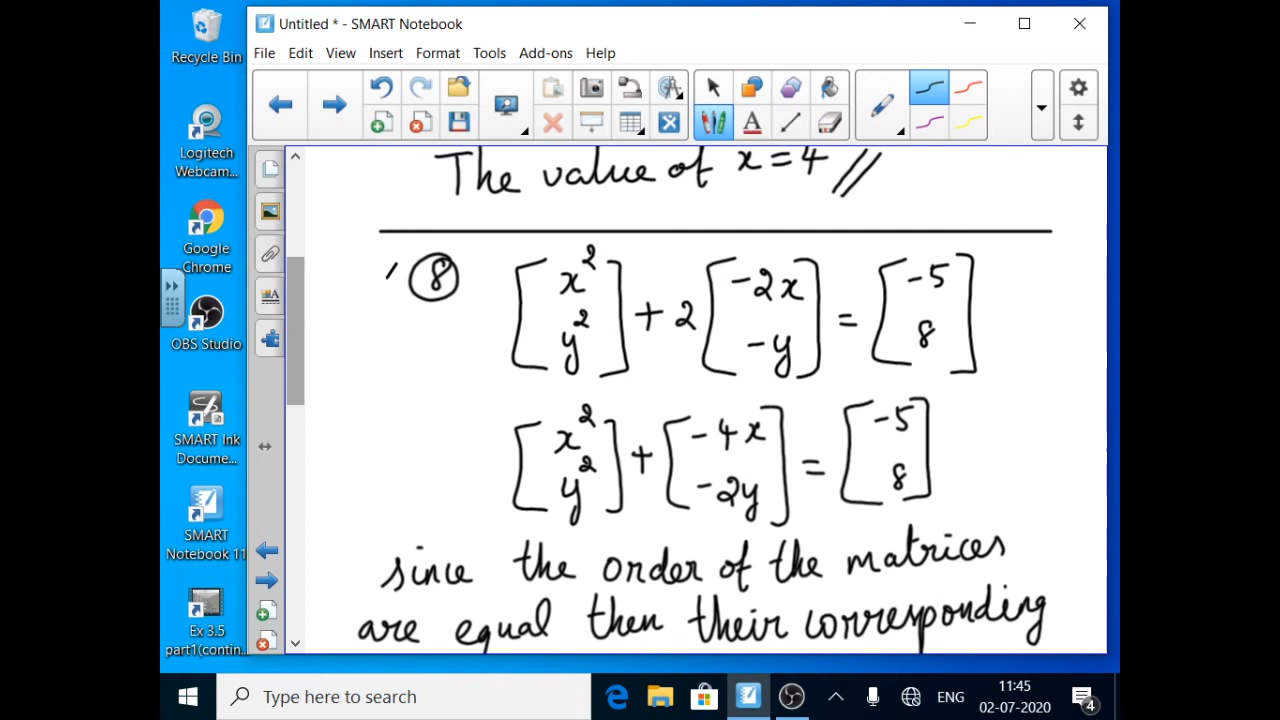 Recycle Bin
Logitech
Webcam...
Google
Chrome
OBS Studio
SMART Ink
Docume...
SMART
Notebook 11
Ex 3.5
part1(contin...
Untitled * - SMART Notebook
File Edit View Insert Format Tools Add-ons Help
The value of x = 4 //
⑧ [x² y²] + 2 [-2x -y] = [-5 8]
[x² y²] + [-4x -2y] = [-5 8]
since the order of the matrices
are equal then their corresponding
Type here to search
ENG
11:45
02-07-2020
4